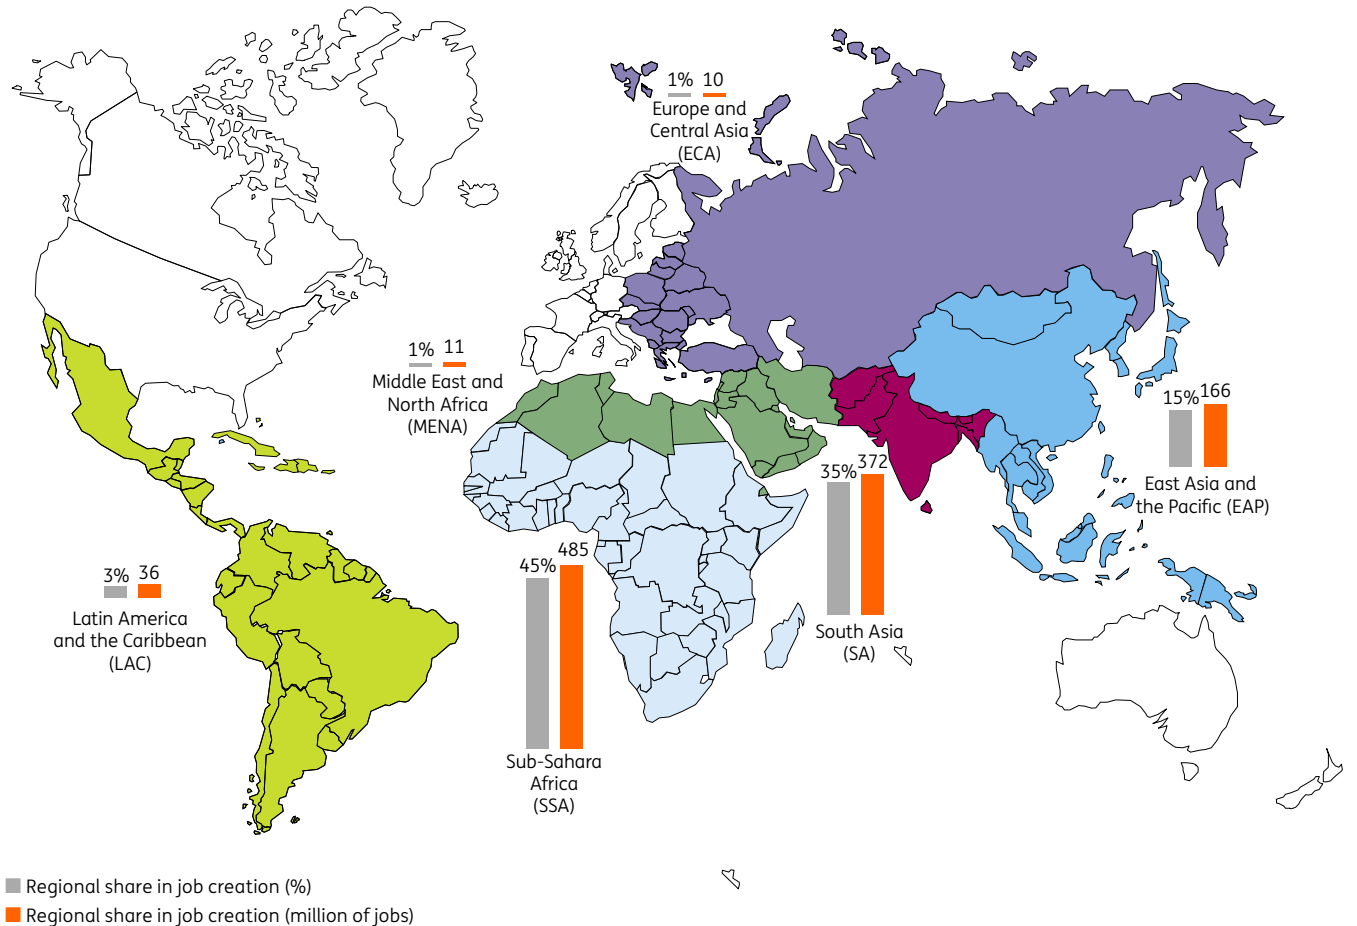 1% 10
Europe and
Central Asia
(ECA)
1% 11
Middle East and
North Africa
(MENA)
15% 166
East Asia and
the Pacific (EAP)
35% 372
South Asia
(SA)
45% 485
Sub-Sahara
Africa
(SSA)
3% 36
Latin America
and the Caribbean
(LAC)
Regional share in job creation (%)
Regional share in job creation (million of jobs)